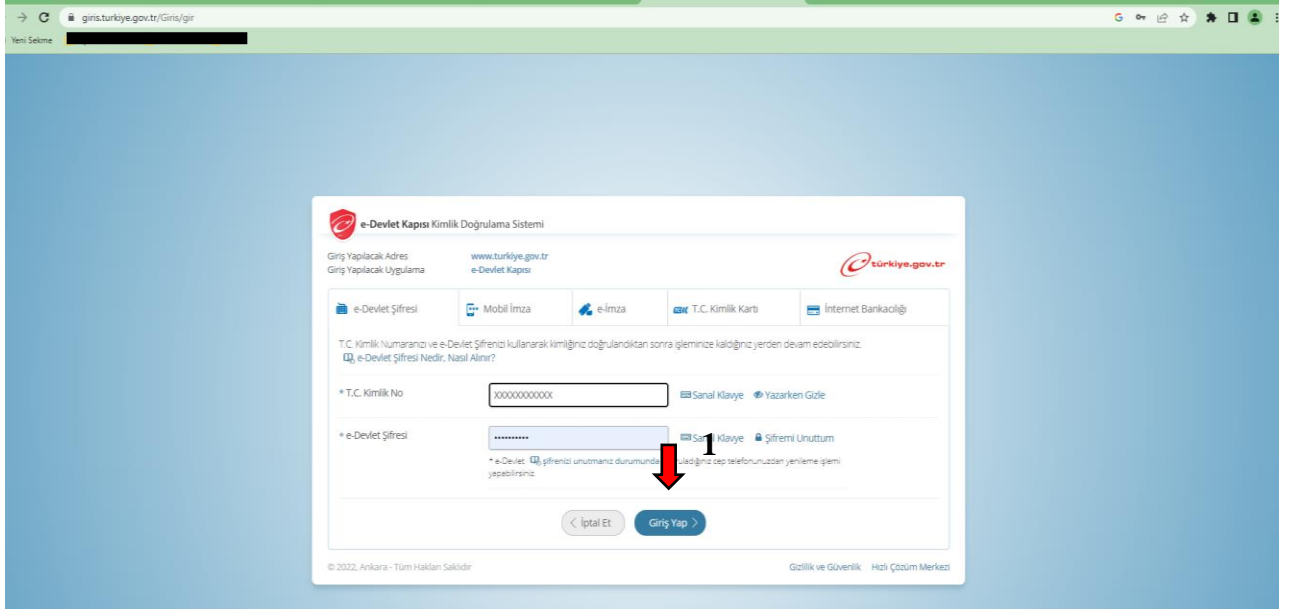 giris.turkiye.gov.tr/Giris/gir
Yeni Sekme
e-Devlet Kapısı Kimlik Doğrulama Sistemi
Giriş Yapılacak Adres www.turkiye.gov.tr
Giriş Yapılacak Uygulama e-Devlet Kapısı
türkiye.gov.tr
e-Devlet Şifresi Mobil İmza e-İmza T.C. Kimlik Kartı İnternet Bankacılığı
T.C. Kimlik Numaranızı ve e-Devlet Şifrenizi kullanarak kimliğiniz doğrulandıktan sonra işleminize kaldığınız yerden devam edebilirsiniz.
e-Devlet Şifresi Nedir, Nasıl Alınır?
* T.C. Kimlik No XXXXXXXXXXX Sanal Klavye Yazarken Gizle
* e-Devlet Şifresi •••••••••• Sanal Klavye Şifremi Unuttum
1
* e-Devlet şifrenizi unutmanız durumunda cep telefonunuzdan yenileme işlemi
yapabilirsiniz.
İptal Et Giriş Yap
© 2022, Ankara - Tüm Hakları Saklıdır Gizlilik ve Güvenlik Hızlı Çözüm Merkezi